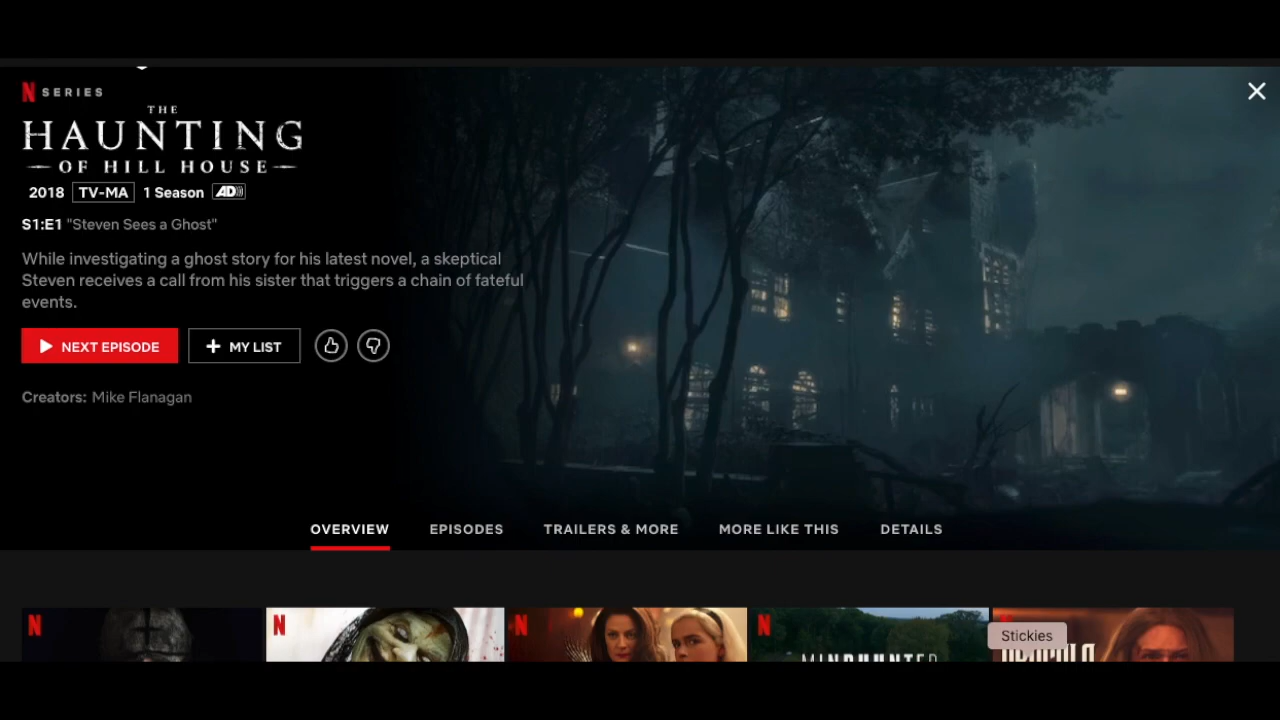 N SERIES
THE
HAUNTING
OF HILL HOUSE
2018 TV-MA 1 Season AD
S1:E1 "Steven Sees a Ghost"
While investigating a ghost story for his latest novel, a skeptical
Steven receives a call from his sister that triggers a chain of fateful
events.
NEXT EPISODE MY LIST
Creators: Mike Flanagan
OVERVIEW EPISODES TRAILERS & MORE MORE LIKE THIS DETAILS
N N N N
Stickies
MINDHUNTER DRACULA